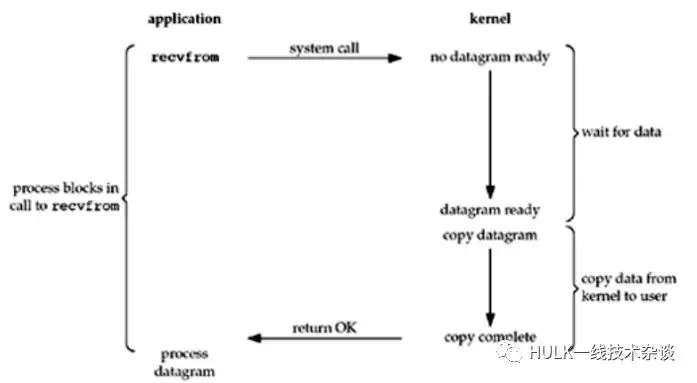 application
kernel
recvfrom
system call
no datagram ready
wait for data
process blocks in
call to recvfrom
datagram ready
copy datagram
copy data from
kernel to user
return OK
copy complete
process
datagram
HULK一线技术杂谈